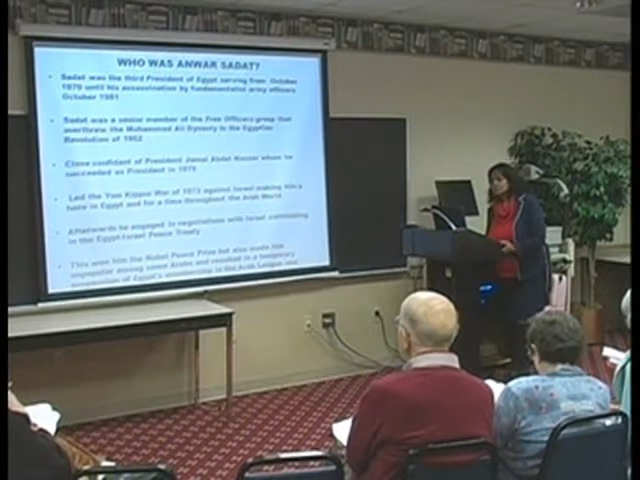 WHO WAS ANWAR SADAT?
Sadat was the third President of Egypt serving from October
1970 until his assassination by fundamentalist army officers
October 1981
Sadat was a senior member of the Free Officers group that
overthrew the Muhammad Ali Dynasty in the Egyptian
Revolution of 1952
Close confidant of President Jamal Abdel Nasser whom he
succeeded as President in 1970
Led the Yom Kippur War of 1973 against Israel making him a
hero in Egypt and for a time throughout the Arab World
Afterwards he engaged in negotiations with Israel culminating
in the Egypt-Israel Peace Treaty
This won him the Nobel Peace Prize but also made him
unpopular among some Arabs and resulted in a temporary
suspension of Egypt's membership in the Arab League and